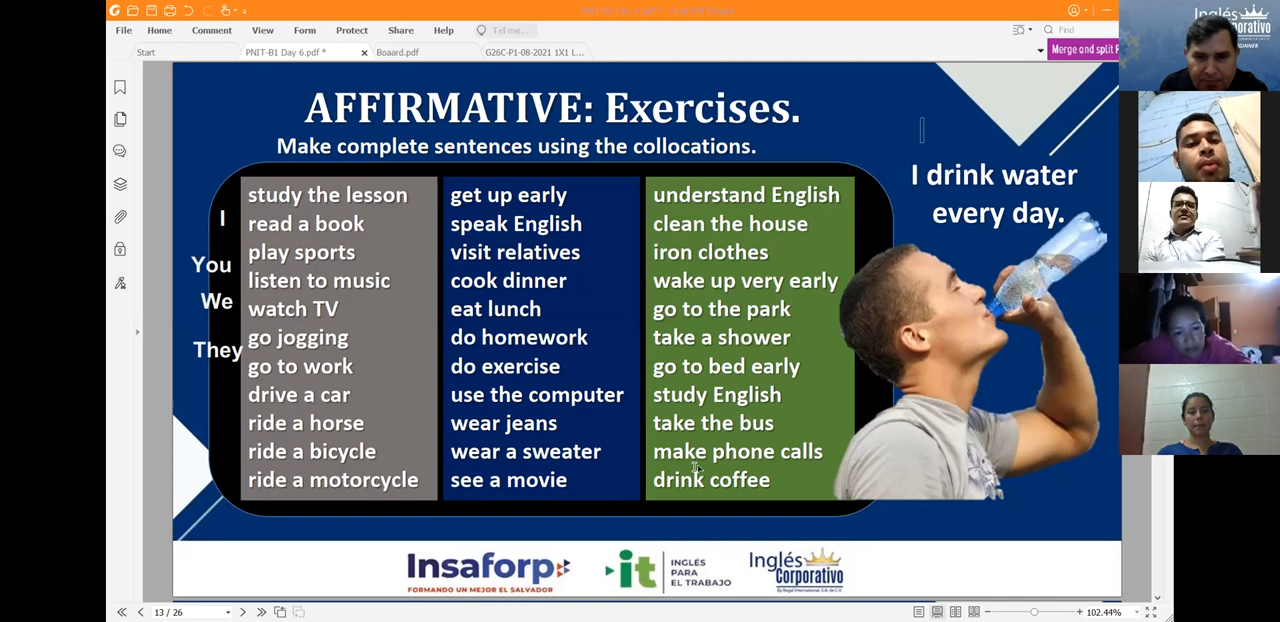 File Home Comment View Form Protect Share Help Tell me... Find
Start PNIT-B1 Day 6.pdf * Boaard.pdf G26C-P1-08-2021 1X1 L...
Merge and split P
AFFIRMATIVE: Exercises.
Make complete sentences using the collocations.
I
You
We
They
study the lesson
read a book
play sports
listen to music
watch TV
go jogging
go to work
drive a car
ride a horse
ride a bicycle
ride a motorcycle
get up early
speak English
visit relatives
cook dinner
eat lunch
do homework
do exercise
use the computer
wear jeans
wear a sweater
see a movie
understand English
clean the house
iron clothes
wake up very early
go to the park
take a shower
go to bed early
study English
take the bus
make phone calls
drink coffee
I drink water
every day.
Insaforp
FORMANDO UN MEJOR EL SALVADOR
it
INGLÉS
PARA
EL TRABAJO
Inglés
Corporativo
13 / 26
102.44%
Inglés